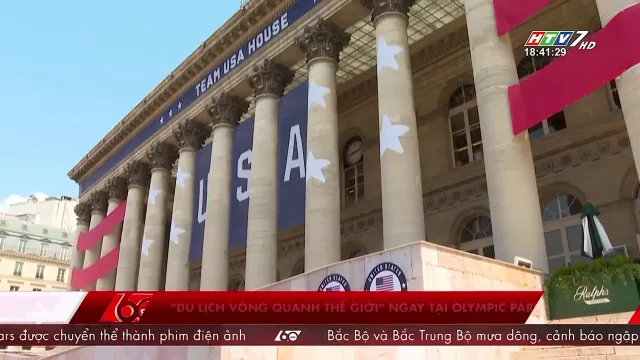 HTV7 HD
18:41:29
TEAM USA HOUSE
USA
Ralph's
60
"DU LỊCH VÒNG QUANH THẾ GIỚI" NGAY TẠI OLYMPIC PAR
ars được chuyển thể thành phim điện ảnh 60 Bắc Bộ và Bắc Trung Bộ mưa dông, cảnh báo ngập